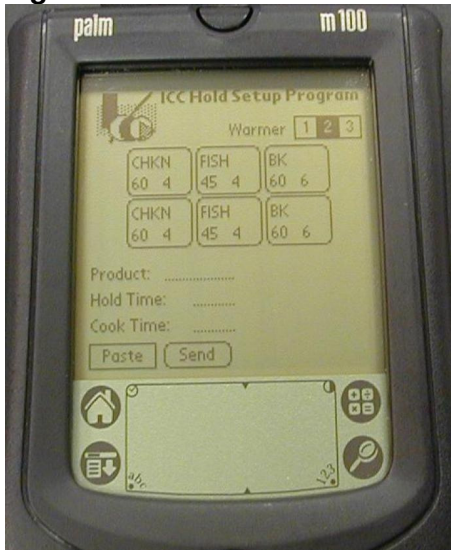 palm m100
ICC Hold Setup Program
Warmer 1 2 3
CHKN FISH BK
60 4 45 4 60 6
CHKN FISH BK
60 4 45 4 60 6
Product:
Hold Time:
Cook Time:
Paste Send
abc 123